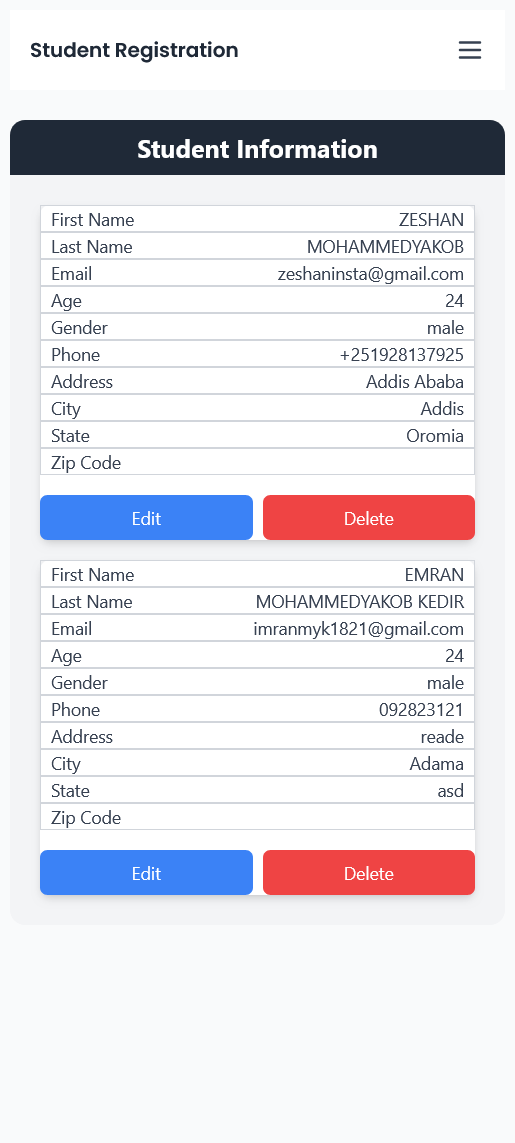 Student Registration
Student Information
First Name ZESHAN
Last Name MOHAMMEDYAKOB
Email zeshaninsta@gmail.com
Age 24
Gender male
Phone +251928137925
Address Addis Ababa
City Addis
State Oromia
Zip Code
Edit Delete
First Name EMRAN
Last Name MOHAMMEDYAKOB KEDIR
Email imranmyk1821@gmail.com
Age 24
Gender male
Phone 092823121
Address reade
City Adama
State asd
Zip Code
Edit Delete